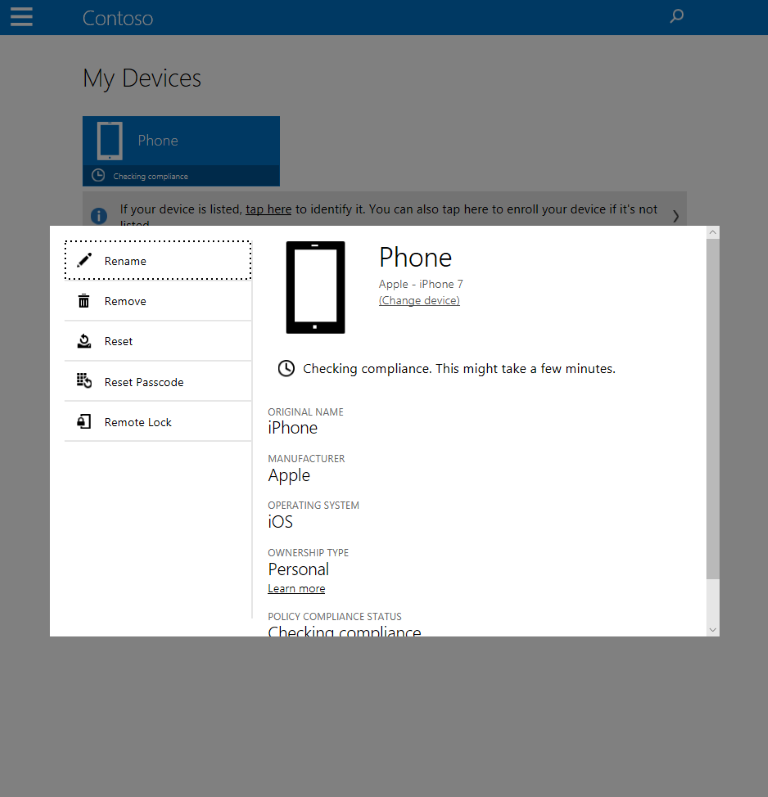 Contoso
My Devices
Phone
Checking compliance
If your device is listed, tap here to identify it. You can also tap here to enroll your device if it's not
listed
Rename
Remove
Reset
Reset Passcode
Remote Lock
Phone
Apple - iPhone 7
(Change device)
Checking compliance. This might take a few minutes.
ORIGINAL NAME
iPhone
MANUFACTURER
Apple
OPERATING SYSTEM
iOS
OWNERSHIP TYPE
Personal
Learn more
POLICY COMPLIANCE STATUS
Checking compliance